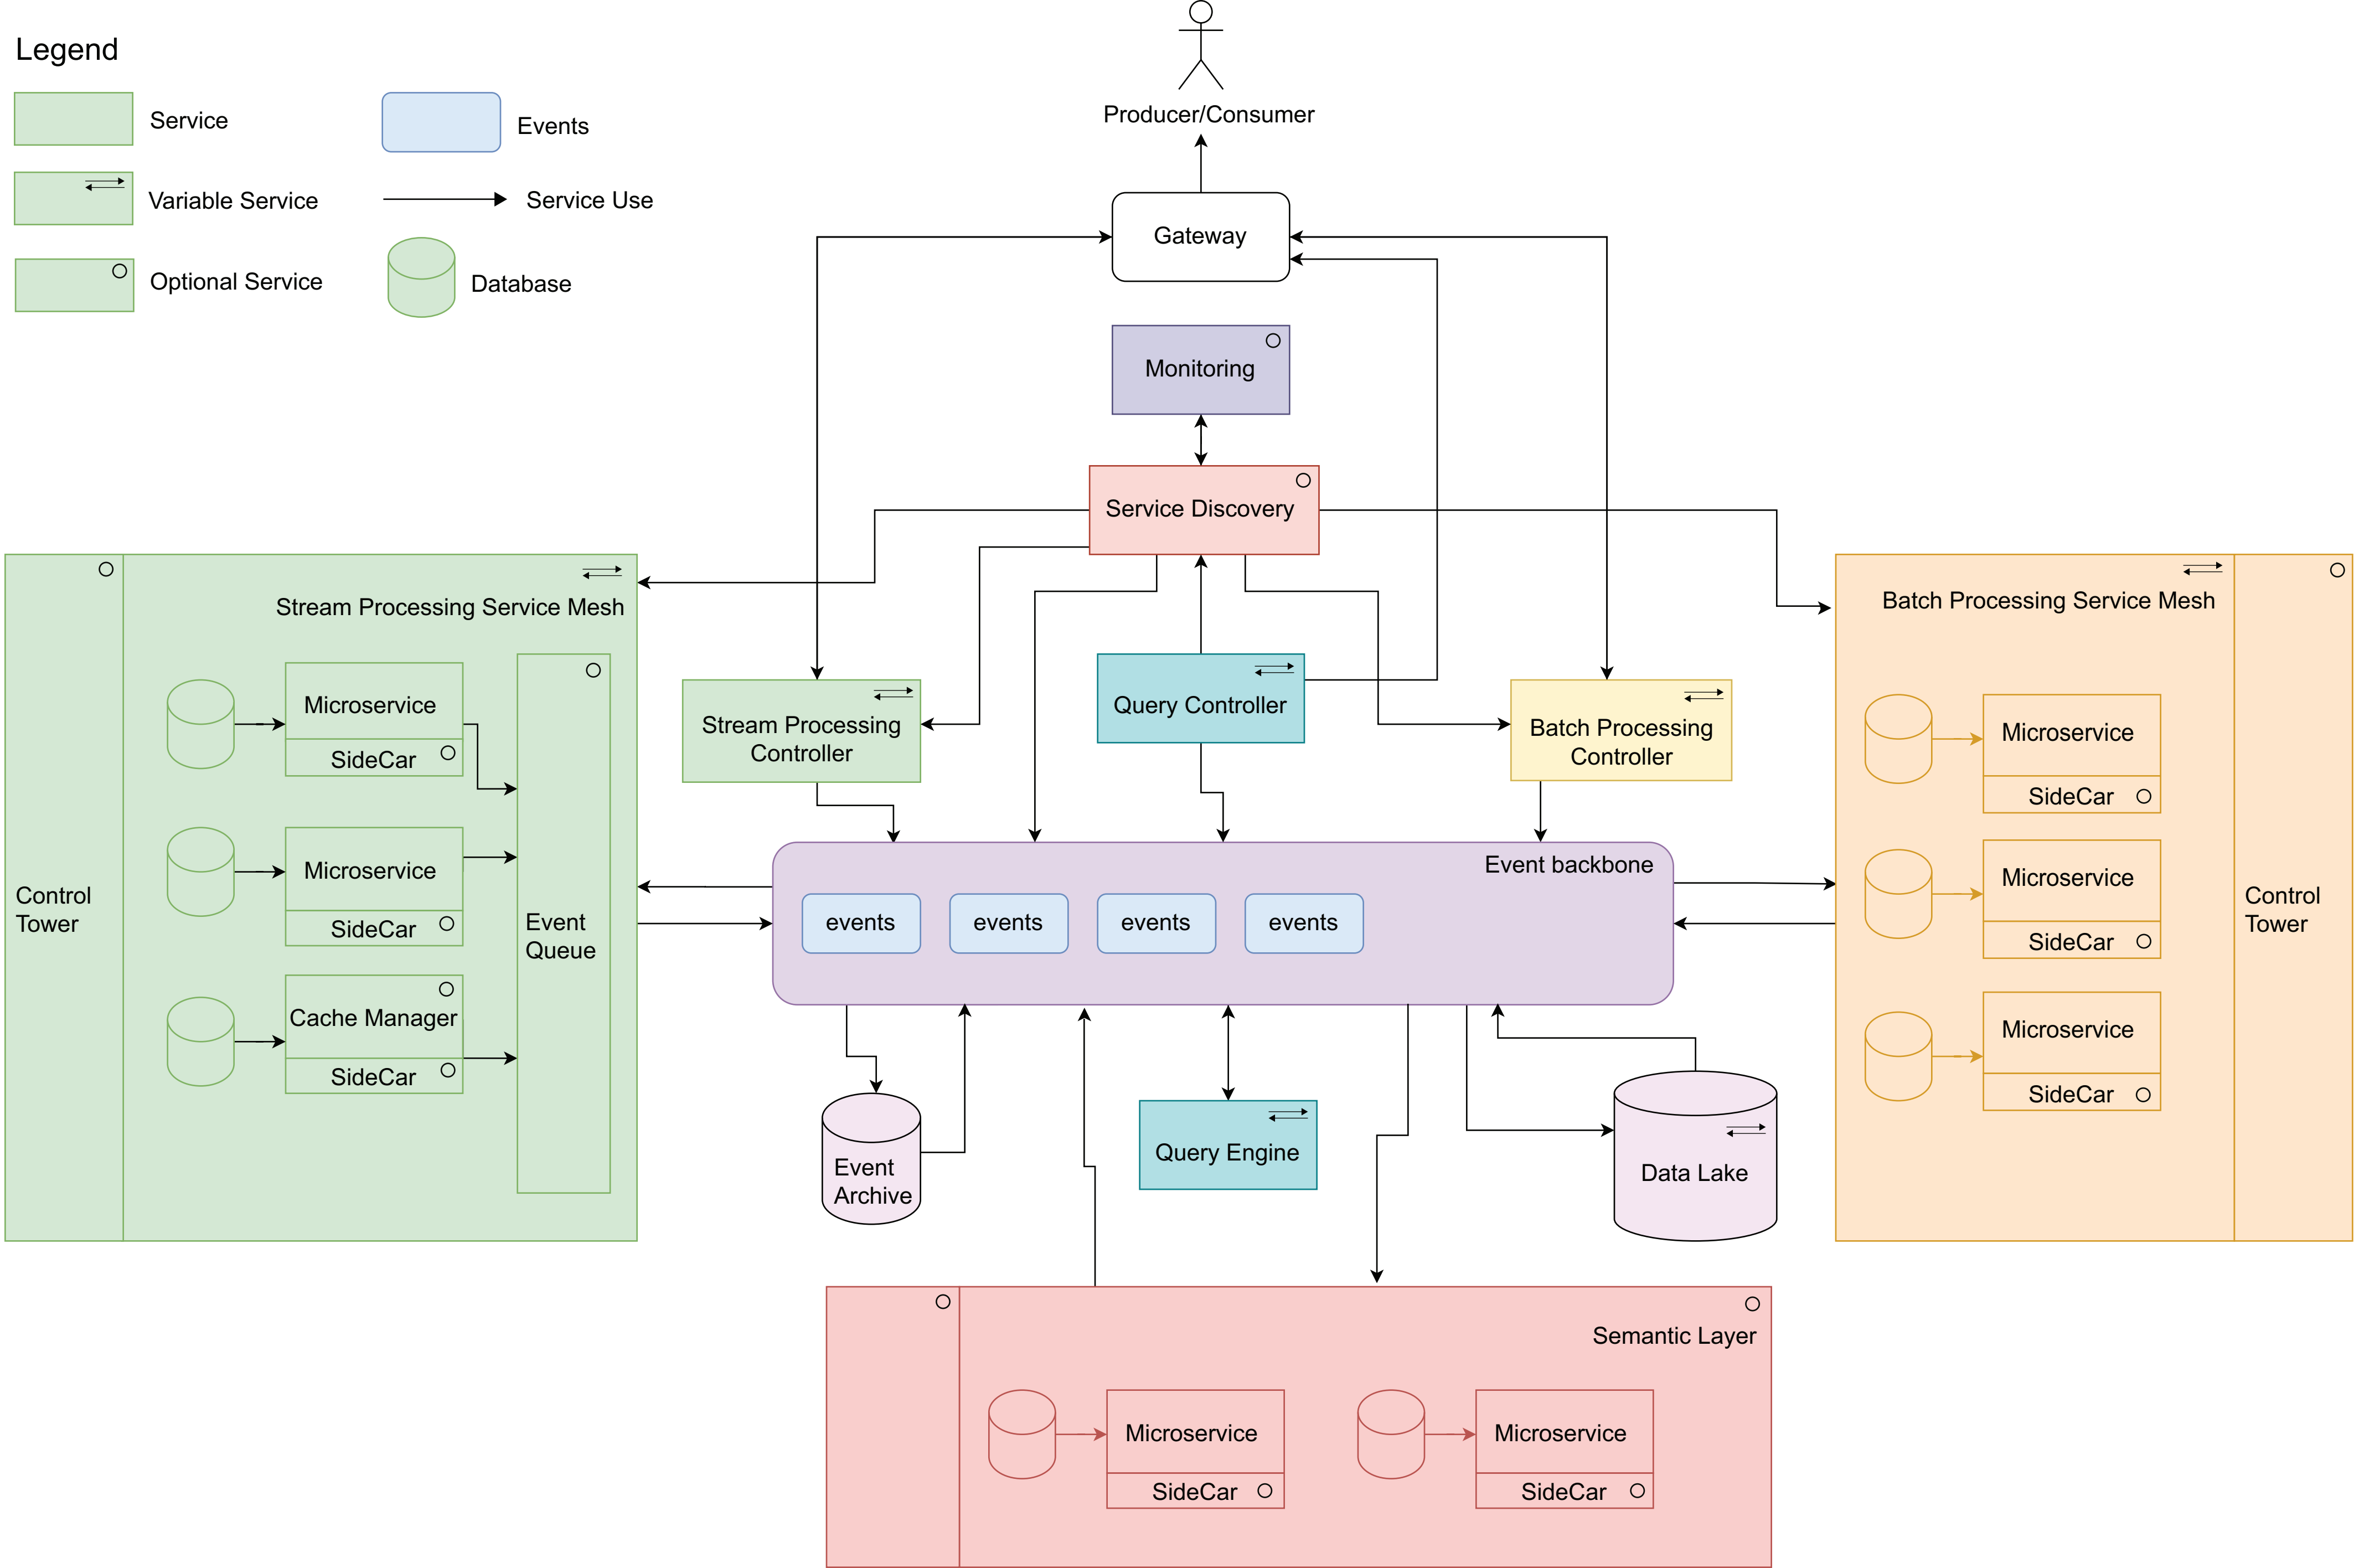 Legend
Service
Events
Variable Service
Service Use
Optional Service
Database
Producer/Consumer
Gateway
Monitoring
Service Discovery
Stream Processing Service Mesh
Microservice
SideCar
Microservice
SideCar
Cache Manager
SideCar
Control
Tower
Event
Queue
Stream Processing
Controller
Query Controller
Batch Processing
Controller
Event backbone
events
events
events
events
Event
Archive
Query Engine
Data Lake
Batch Processing Service Mesh
Microservice
SideCar
Microservice
SideCar
Microservice
SideCar
Control
Tower
Semantic Layer
Microservice
SideCar
Microservice
SideCar